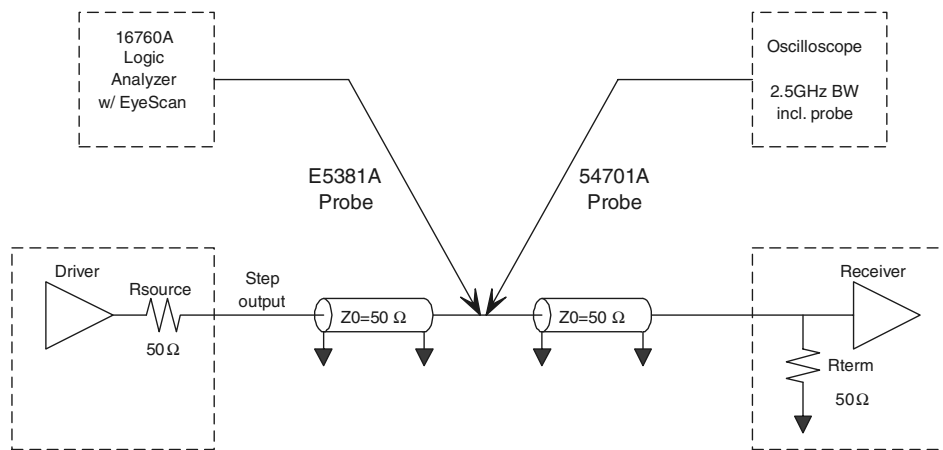 16760A
Logic
Analyzer
w/ EyeScan
Oscilloscope
2.5GHz BW
incl. probe
E5381A
Probe
54701A
Probe
Driver
Rsource
50Ω
Step
output
Z0=50 Ω
Z0=50 Ω
Receiver
Rterm
50Ω